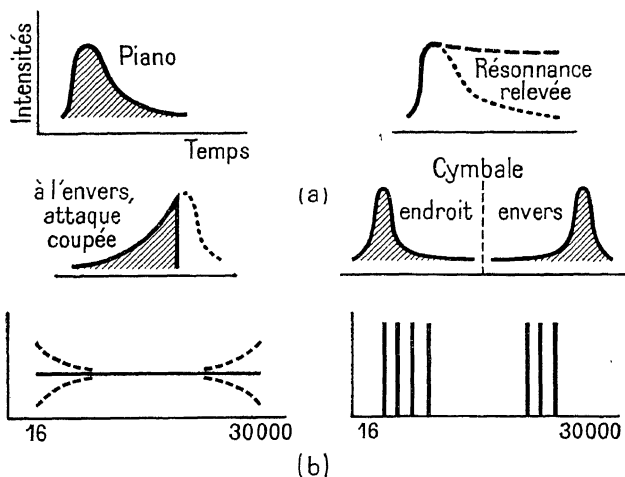 Intensités
Piano
Temps
Résonnance
relevée
à l'envers,
attaque
coupée
(a)
Cymbale
endroit
envers
16
30000
16
30000
(b)